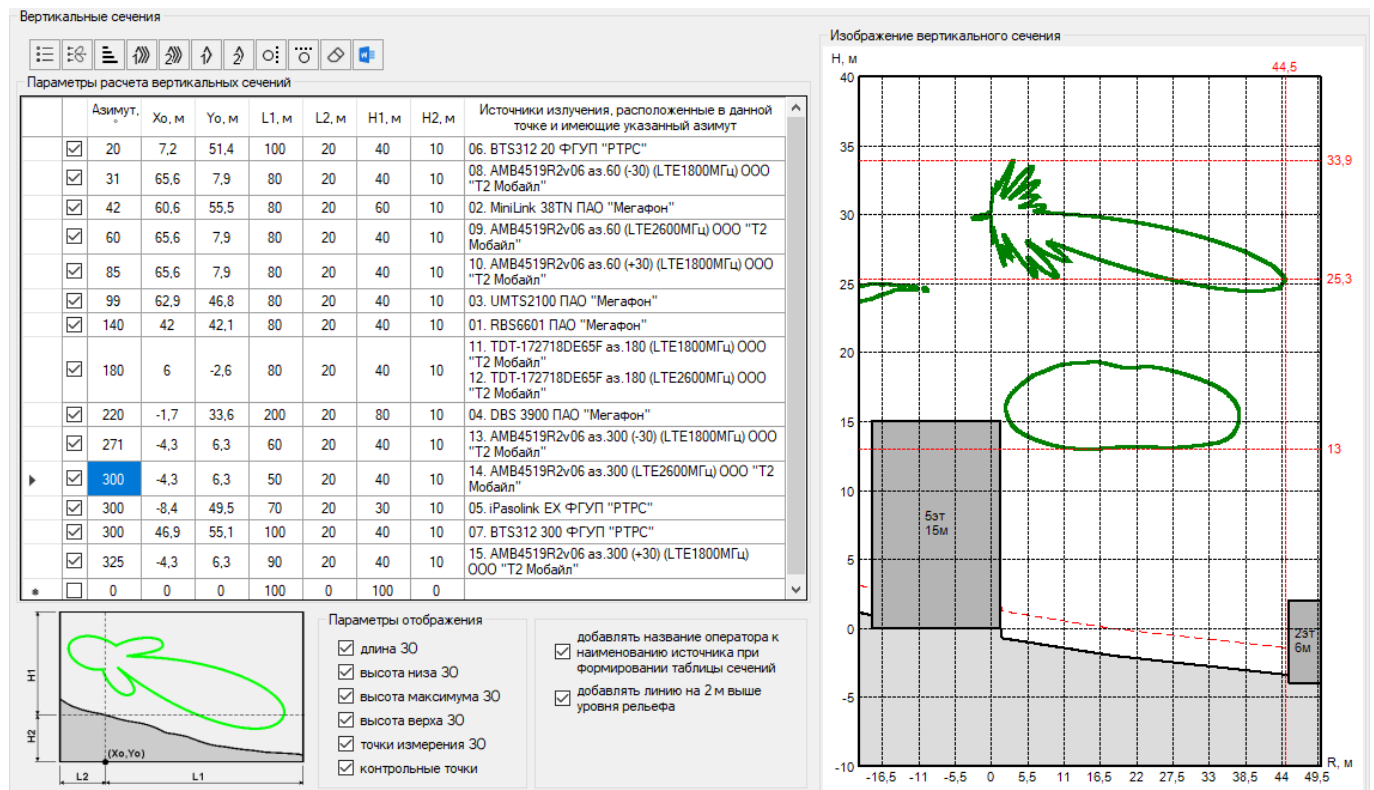 Вертикальные сечения
Параметры расчета вертикальных сечений
Азимут, ° Xo, м Yo, м L1, м L2, м H1, м H2, м Источники излучения, расположенные в данной
точке и имеющие указанный азимут
20 7,2 51,4 100 20 40 10 06. BTS312 20 ФГУП "РТРС"
31 65,6 7,9 80 20 40 10 08. AMB4519R2v06 аз.60 (-30) (LTE1800МГц) ООО
"Т2 Мобайл"
42 60,6 55,5 80 20 60 10 02. MiniLink 38TN ПАО "Мегафон"
60 65,6 7,9 80 20 40 10 09. AMB4519R2v06 аз.60 (LTE2600МГц) ООО "Т2
Мобайл"
85 65,6 7,9 80 20 40 10 10. AMB4519R2v06 аз.60 (+30) (LTE1800МГц) ООО
"Т2 Мобайл"
99 62,9 46,8 80 20 40 10 03. UMTS2100 ПАО "Мегафон"
140 42 42,1 80 20 40 10 01. RBS6601 ПАО "Мегафон"
180 6 -2,6 80 20 40 10 11. TDT-172718DE65F аз.180 (LTE1800МГц) ООО
"Т2 Мобайл"
12. TDT-172718DE65F аз.180 (LTE2600МГц) ООО
"Т2 Мобайл"
220 -1,7 33,6 200 20 80 10 04. DBS 3900 ПАО "Мегафон"
271 -4,3 6,3 60 20 40 10 13. AMB4519R2v06 аз.300 (-30) (LTE1800МГц) ООО
"Т2 Мобайл"
300 -4,3 6,3 50 20 40 10 14. AMB4519R2v06 аз.300 (LTE2600МГц) ООО "Т2
Мобайл"
300 -8,4 49,5 70 20 30 10 05. iPasolink EX ФГУП "РТРС"
300 46,9 55,1 100 20 40 10 07. BTS312 300 ФГУП "РТРС"
325 -4,3 6,3 90 20 40 10 15. AMB4519R2v06 аз.300 (+30) (LTE1800МГц)
ООО "Т2 Мобайл"
0 0 0 100 0 100 0
H1
H2
(Xo,Yo)
L2 L1
Параметры отображения
длина ЗО
высота низа ЗО
высота максимума ЗО
высота верха ЗО
точки измерения ЗО
контрольные точки
добавлять название оператора к
наименованию источника при
формировании таблицы сечений
добавлять линию на 2 м выше
уровня рельефа
Изображение вертикального сечения
H, м
44,5
40
35
33,9
30
25,3
25
20
15
13
10
5эт
15м
5
0
2эт
6м
-5
-10
R, м
-16,5 -11 -5,5 0 5,5 11 16,5 22 27,5 33 38,5 44 49,5